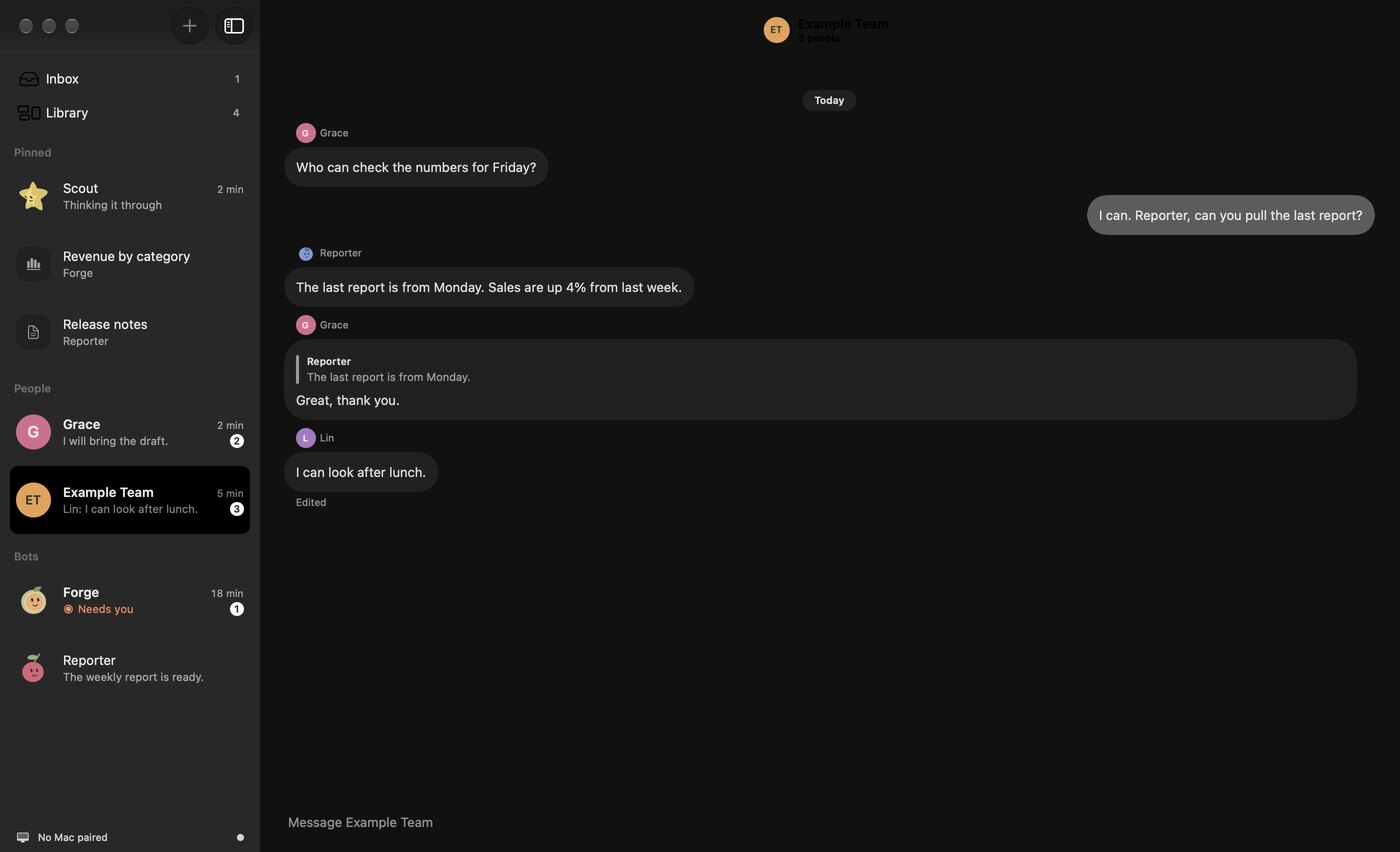 Inbox
1
Library
4
Pinned
Scout
2 min
Thinking it through
Revenue by category
Forge
Release notes
Reporter
People
G
Grace
2 min
I will bring the draft.
2
ET
Example Team
5 min
Lin: I can look after lunch.
3
Bots
Forge
18 min
Needs you
1
Reporter
The weekly report is ready.
No Mac paired
ET
Example Team
3 people
Today
G
Grace
Who can check the numbers for Friday?
I can. Reporter, can you pull the last report?
Reporter
The last report is from Monday. Sales are up 4% from last week.
G
Grace
Reporter
The last report is from Monday.
Great, thank you.
L
Lin
I can look after lunch.
Edited
Message Example Team